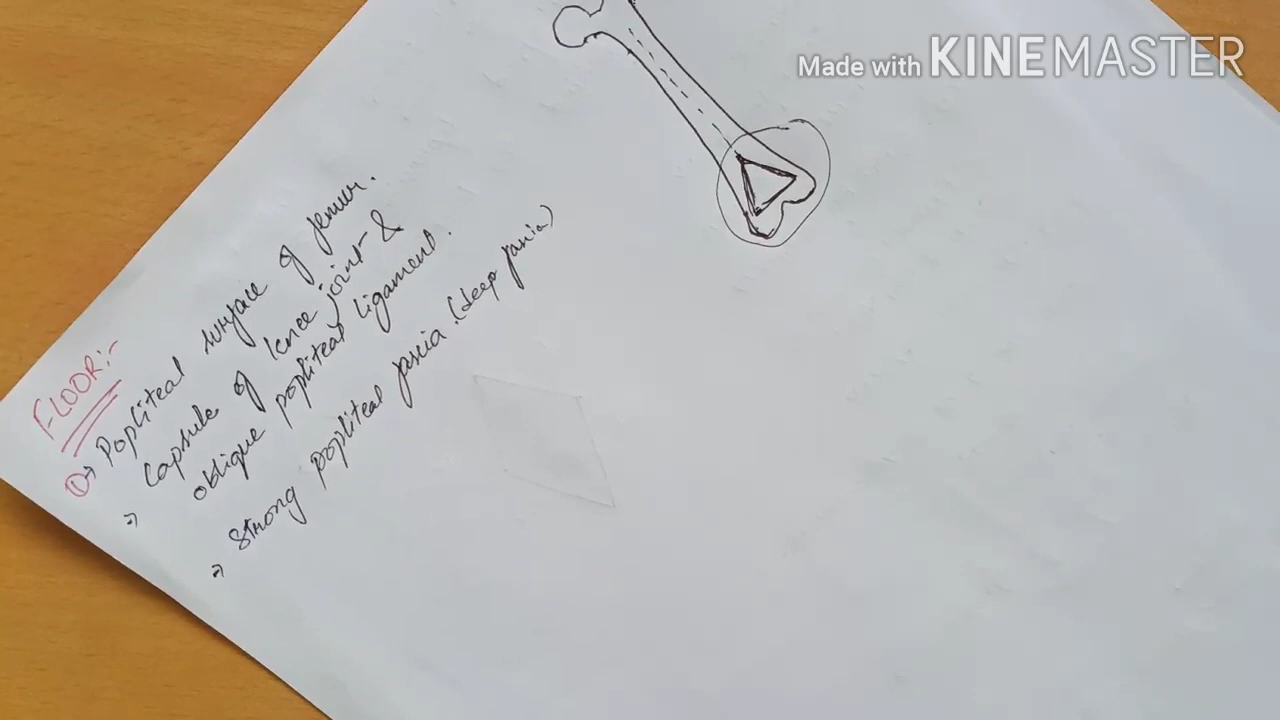 Made with KINEMASTER
FLOOR:-
①→ Popliteal surface of femur.
⇒ Capsule of knee joint &
oblique popliteal ligament.
⇒ Strong popliteal fascia. (deep fascia)